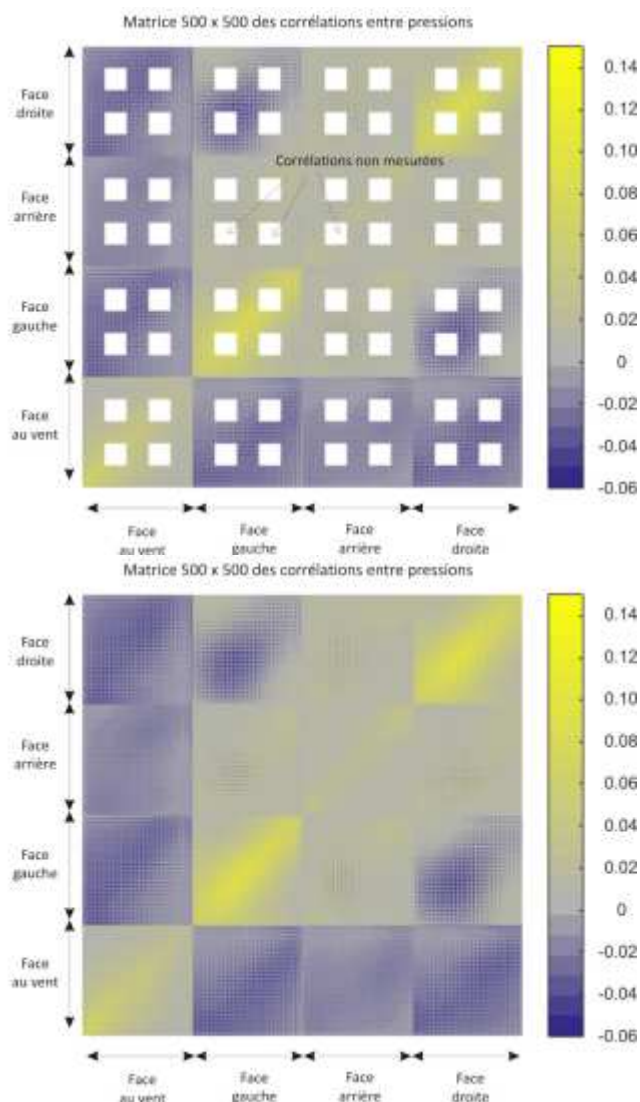 Matrice 500 x 500 des corrélations entre pressions
Face
droite
Face
arrière
Face
gauche
Face
au vent
Corrélations non mesurées
0.14
0.12
0.10
0.08
0.06
0.04
0.02
0
-0.02
-0.04
-0.06
Face
au vent
Face
gauche
Face
arrière
Face
droite
Matrice 500 x 500 des corrélations entre pressions
Face
droite
Face
arrière
Face
gauche
Face
au vent
0.14
0.12
0.10
0.08
0.06
0.04
0.02
0
-0.02
-0.04
-0.06
Face
au vent
Face
gauche
Face
arrière
Face
droite